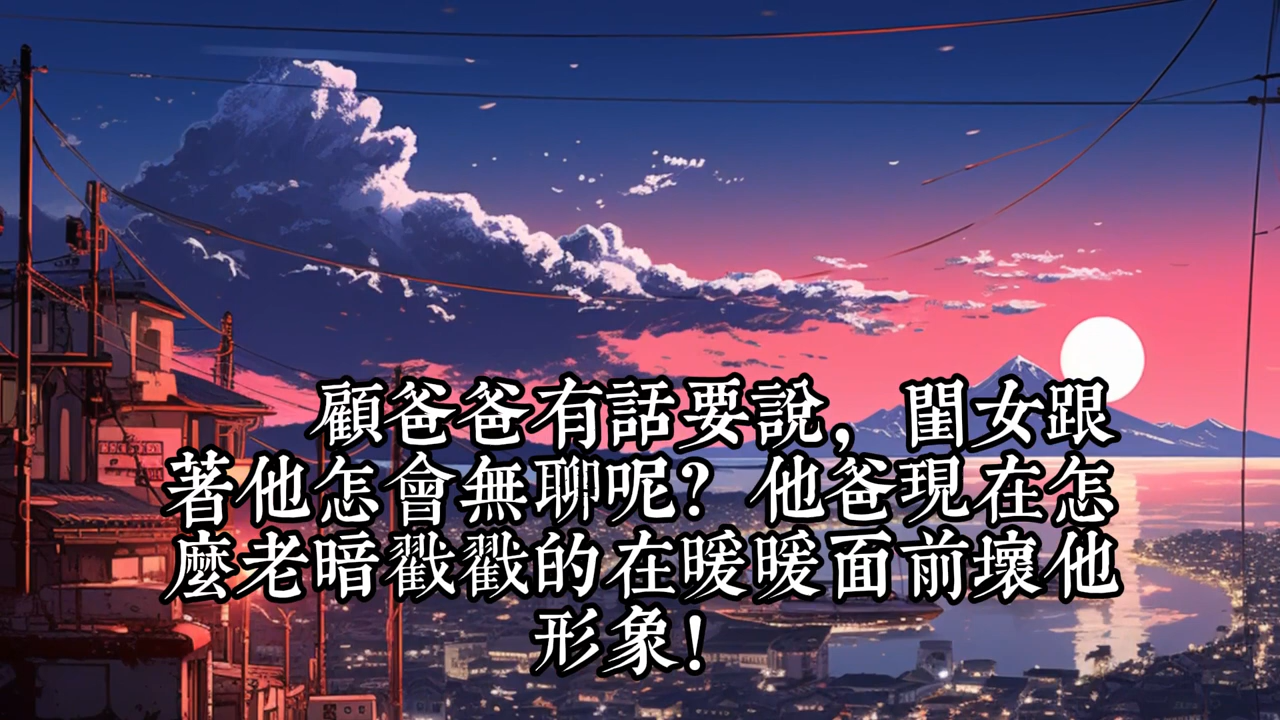 顧爸爸有話要說，閨女跟
著他怎會無聊呢？他爸現在怎
麼老暗戳戳的在暖暖面前壞他
形象！